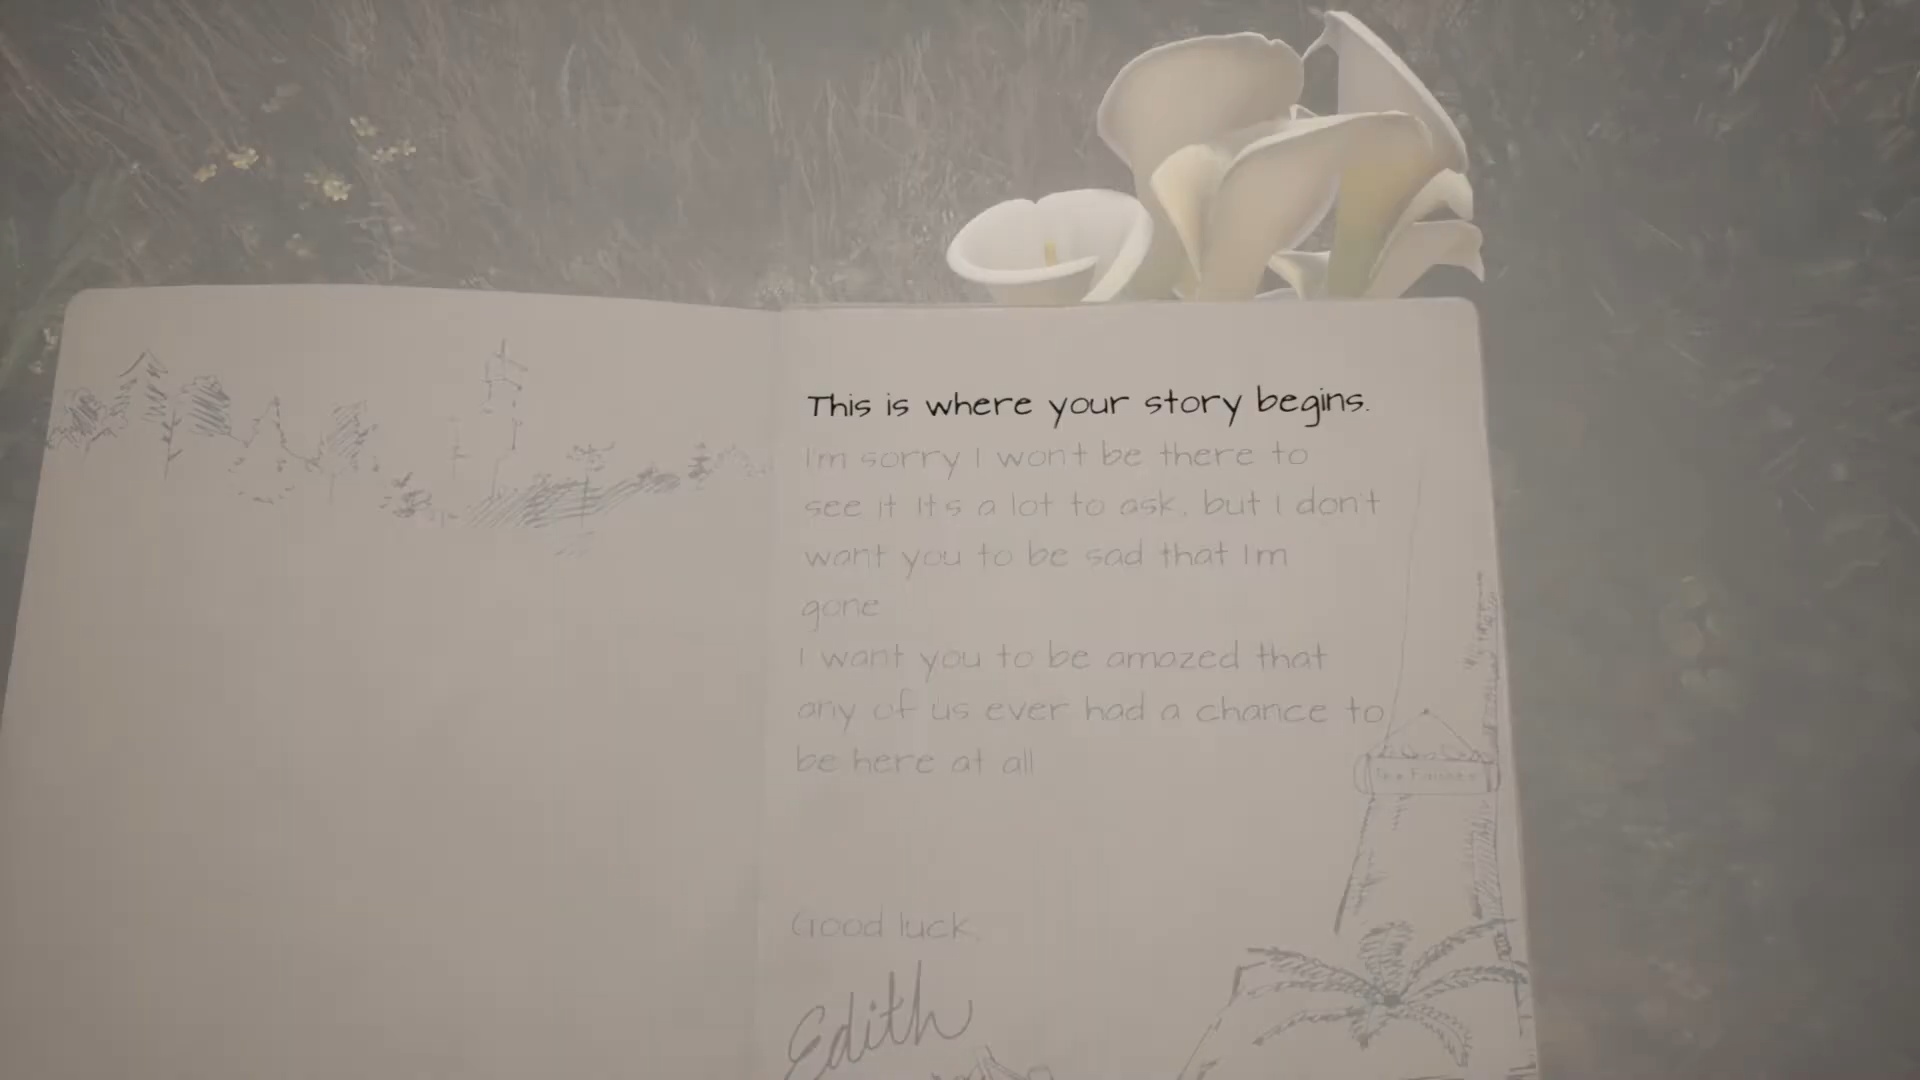 This is where your story begins.
I'm sorry I won't be there to
see it It's a lot to ask, but I don't
want you to be sad that I'm
gone
I want you to be amazed that
any of us ever had a chance to
be here at all
Good luck,
Edith